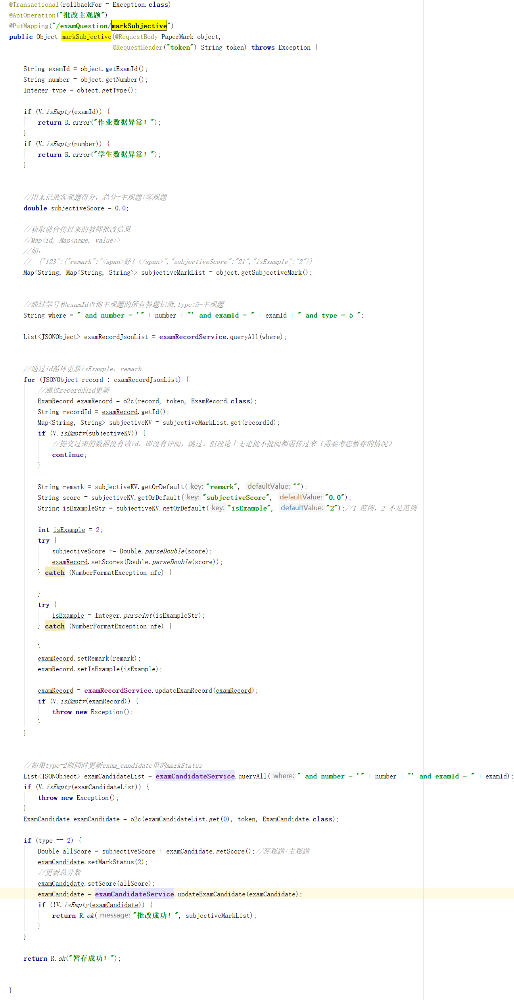 @Transactional(rollbackFor = Exception.class)
@ApiOperation("批改主观题")
@PutMapping("/examQuestion/markSubjective")
public Object markSubjective(@RequestBody PaperMark object,
@RequestHeader("token") String token) throws Exception {
String examId = object.getExamId();
String number = object.getNumber();
Integer type = object.getType();
if (V.isEmpty(examId)) {
return R.error("作业数据异常！");
}
if (V.isEmpty(number)) {
return R.error("学生数据异常！");
}
//用来记录客观题得分，总分=主观题+客观题
double subjectiveScore = 0.0;
//获取前台传过来的教师批改信息
//Map<id, Map<name, value>>
//如：
//  {"123":{"remark":"<span>好！</span>","subjectiveScore":"21","isExample":"2"}}
Map<String, Map<String, String>> subjectiveMarkList = object.getSubjectiveMark();
//通过学号和examId查询主观题的所有答题记录,type:5-主观题
String where = " and number = '" + number + "' and examId = " + examId + " and type = 5 ";
List<JSONObject> examRecordJsonList = examRecordService.queryAll(where);
//通过id循环更新isExample，remark
for (JSONObject record : examRecordJsonList) {
//通过record的id更新
ExamRecord examRecord = o2c(record, token, ExamRecord.class);
String recordId = examRecord.getId();
Map<String, String> subjectiveKV = subjectiveMarkList.get(recordId);
if (V.isEmpty(subjectiveKV)) {
//提交过来的数据没有该id，即没有评阅，跳过。但理论上无论批不批阅都需传过来（需要考虑暂存的情况）
continue;
}
String remark = subjectiveKV.getOrDefault( key: "remark", defaultValue: "");
String score = subjectiveKV.getOrDefault( key: "subjectiveScore", defaultValue: "0.0");
String isExampleStr = subjectiveKV.getOrDefault( key: "isExample", defaultValue: "2");//1-范例，2-不是范例
int isExample = 2;
try {
subjectiveScore += Double.parseDouble(score);
examRecord.setScores(Double.parseDouble(score));
} catch (NumberFormatException nfe) {
}
try {
isExample = Integer.parseInt(isExampleStr);
} catch (NumberFormatException nfe) {
}
examRecord.setRemark(remark);
examRecord.setIsExample(isExample);
examRecord = examRecordService.updateExamRecord(examRecord);
if (V.isEmpty(examRecord)) {
throw new Exception();
}
}
//如果type=2则同时更新exam_candidate里的markStatus
List<JSONObject> examCandidateList = examCandidateService.queryAll( where: " and number = '" + number + "' and examId = " + examId);
if (V.isEmpty(examCandidateList)) {
throw new Exception();
}
ExamCandidate examCandidate = o2c(examCandidateList.get(0), token, ExamCandidate.class);
if (type == 2) {
Double allScore = subjectiveScore + examCandidate.getScore();//客观题+主观题
examCandidate.setMarkStatus(2);
//更新总分数
examCandidate.setScore(allScore);
examCandidate = examCandidateService.updateExamCandidate(examCandidate);
if (!V.isEmpty(examCandidate)) {
return R.ok( message: "批改成功！", subjectiveMarkList);
}
}
return R.ok("暂存成功！");
}